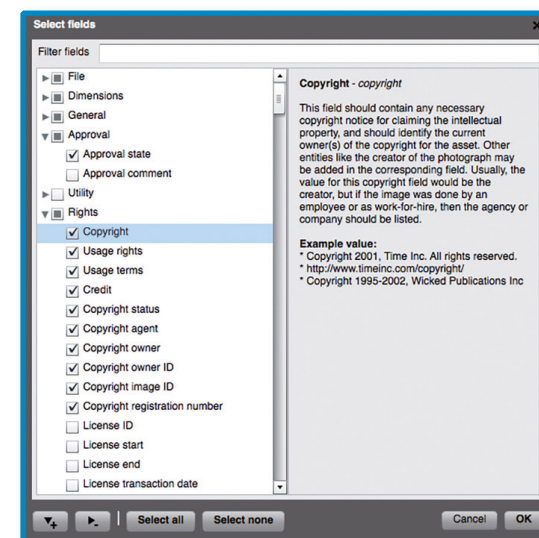 Select fields
Filter fields
File
Dimensions
General
Approval
Approval state
Approval comment
Utility
Rights
Copyright
Usage rights
Usage terms
Credit
Copyright status
Copyright agent
Copyright owner
Copyright owner ID
Copyright image ID
Copyright registration number
License ID
License start
License end
License transaction date
Copyright - copyright
This field should contain any necessary
copyright notice for claiming the intellectual
property, and should identify the current
owner(s) of the copyright for the asset. Other
entities like the creator of the photograph may
be added in the corresponding field. Usually, the
value for this copyright field would be the
creator, but if the image was done by an
employee or as work-for-hire, then the agency or
company should be listed.
Example value:
* Copyright 2001, Time Inc. All rights reserved.
* http://www.timeinc.com/copyright/
* Copyright 1995-2002, Wicked Publications Inc
Select all Select none Cancel OK